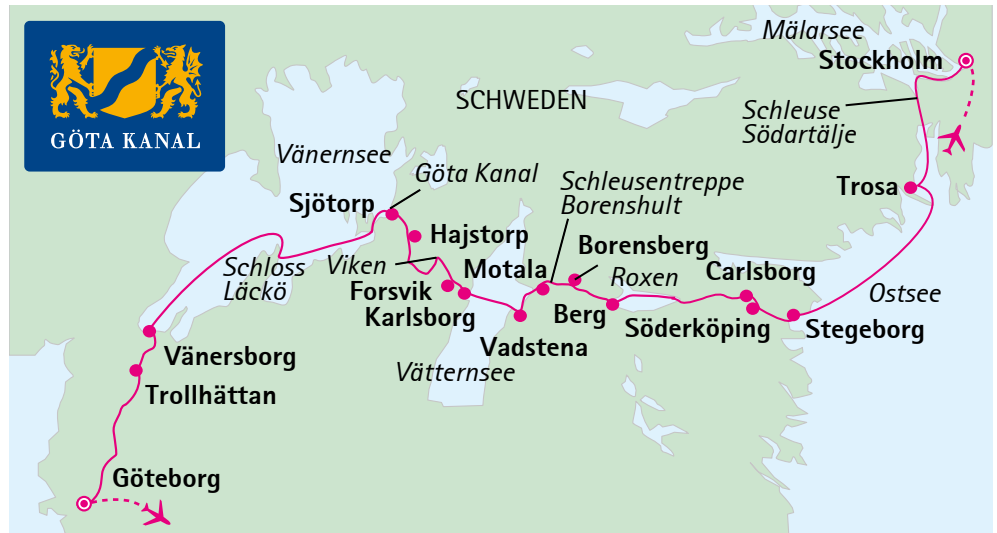 GÖTA KANAL
Mälarsee
Stockholm
SCHWEDEN
Schleuse
Södartälje
Vänernsee
Göta Kanal
Schleusentreppe
Borenshult
Trosa
Sjötorp
Hajstorp
Borensberg
Schloss
Läckö
Viken
Motala
Roxen
Carlsborg
Forsvik
Karlsborg
Ostsee
Berg
Söderköping
Stegeborg
Vänersborg
Vadstena
Vätternsee
Trollhättan
Göteborg